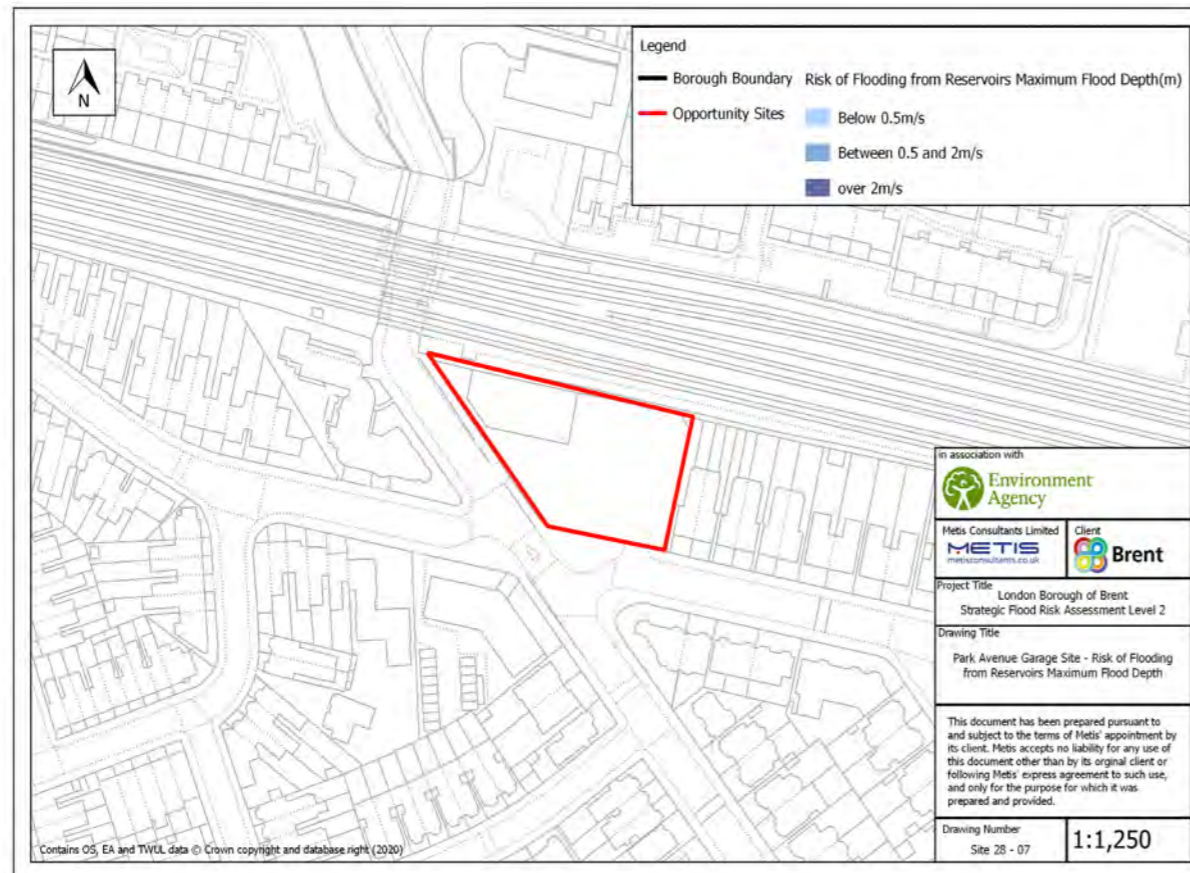 N
Legend
Borough Boundary
Opportunity Sites
Risk of Flooding from Reservoirs Maximum Flood Depth(m)
Below 0.5m/s
Between 0.5 and 2m/s
over 2m/s
in association with
Environment
Agency
Metis Consultants Limited
METIS
metisconsultants.co.uk
Client
Brent
Project Title
London Borough of Brent
Strategic Flood Risk Assessment Level 2
Drawing Title
Park Avenue Garage Site - Risk of Flooding
from Reservoirs Maximum Flood Depth
This document has been prepared pursuant to
and subject to the terms of Metis' appointment by
its client. Metis accepts no liability for any use of
this document other than by its orginal client or
following Metis' express agreement to such use,
and only for the purpose for which it was
prepared and provided.
Drawing Number
Site 28 - 07
1:1,250
Contains OS, EA and TWUL data © Crown copyright and database right (2020)